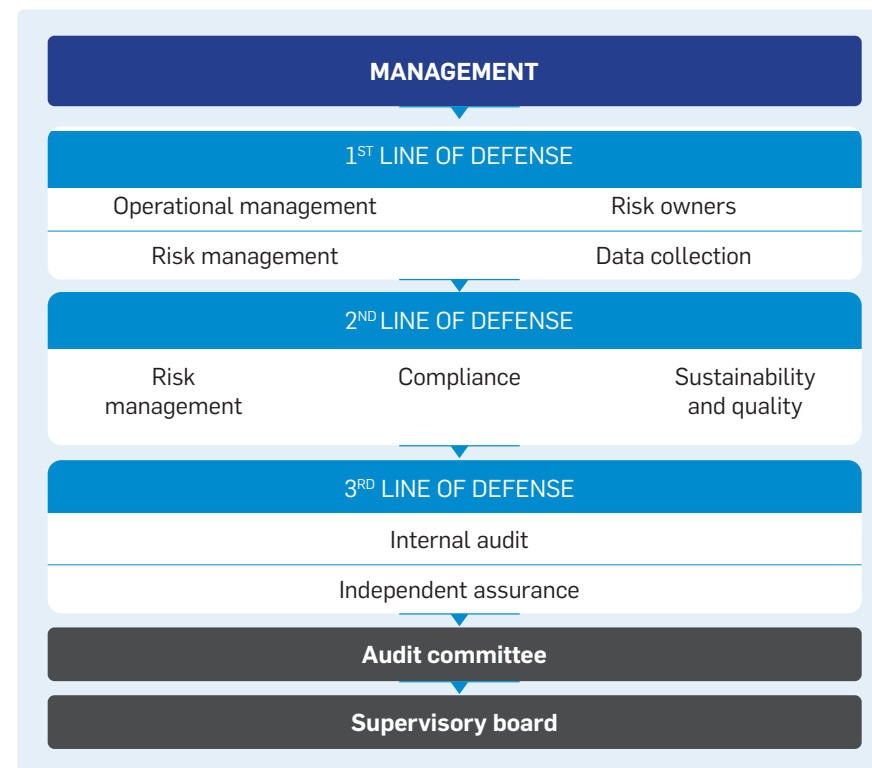 MANAGEMENT
1ST LINE OF DEFENSE
Operational management Risk owners
Risk management Data collection
2ND LINE OF DEFENSE
Risk management
Compliance
Sustainability and quality
3RD LINE OF DEFENSE
Internal audit
Independent assurance
Audit committee
Supervisory board